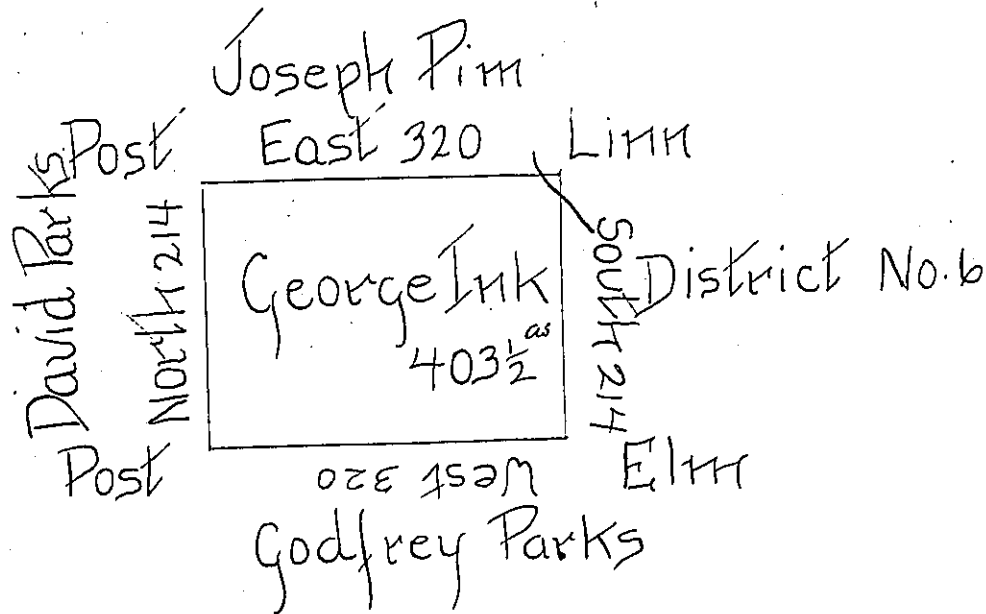 Joseph Pim
Post East 320 Linn
David Parks
North 214
George Ink
403½ as
South 214
District No. 6
Post West 320 Elm
Godfrey Parks